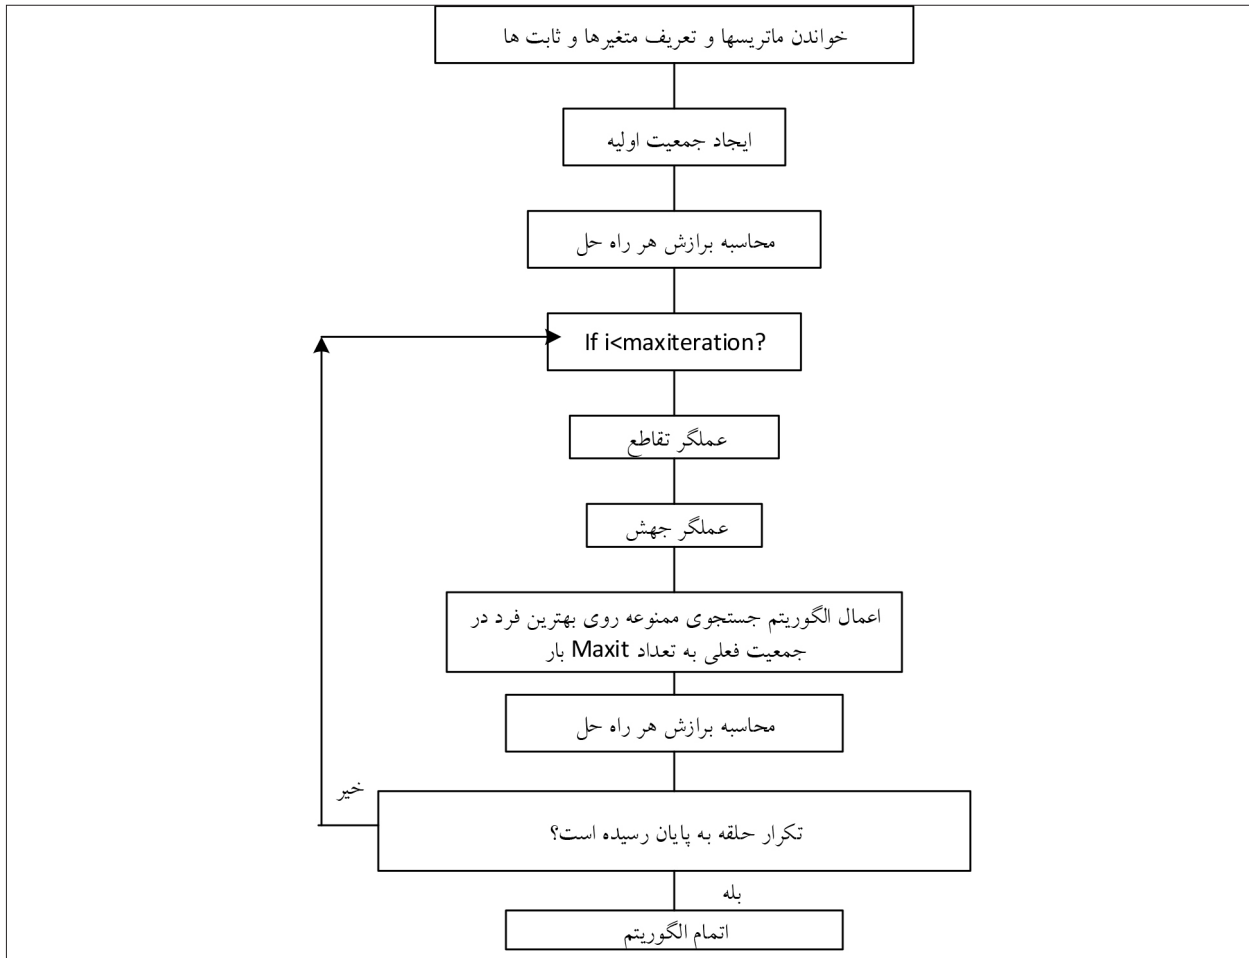 خواندن ماتریسها و تعریف متغیرها و ثابت ها
ایجاد جمعیت اولیه
محاسبه برازش هر راه حل
If i<maxiteration?
عملگر تقاطع
عملگر جهش
اعمال الگوریتم جستجوی ممنوعه روی بهترین فرد در
جمعیت فعلی به تعداد Maxit بار
محاسبه برازش هر راه حل
خیر
تکرار حلقه به پایان رسیده است؟
بله
اتمام الگوریتم